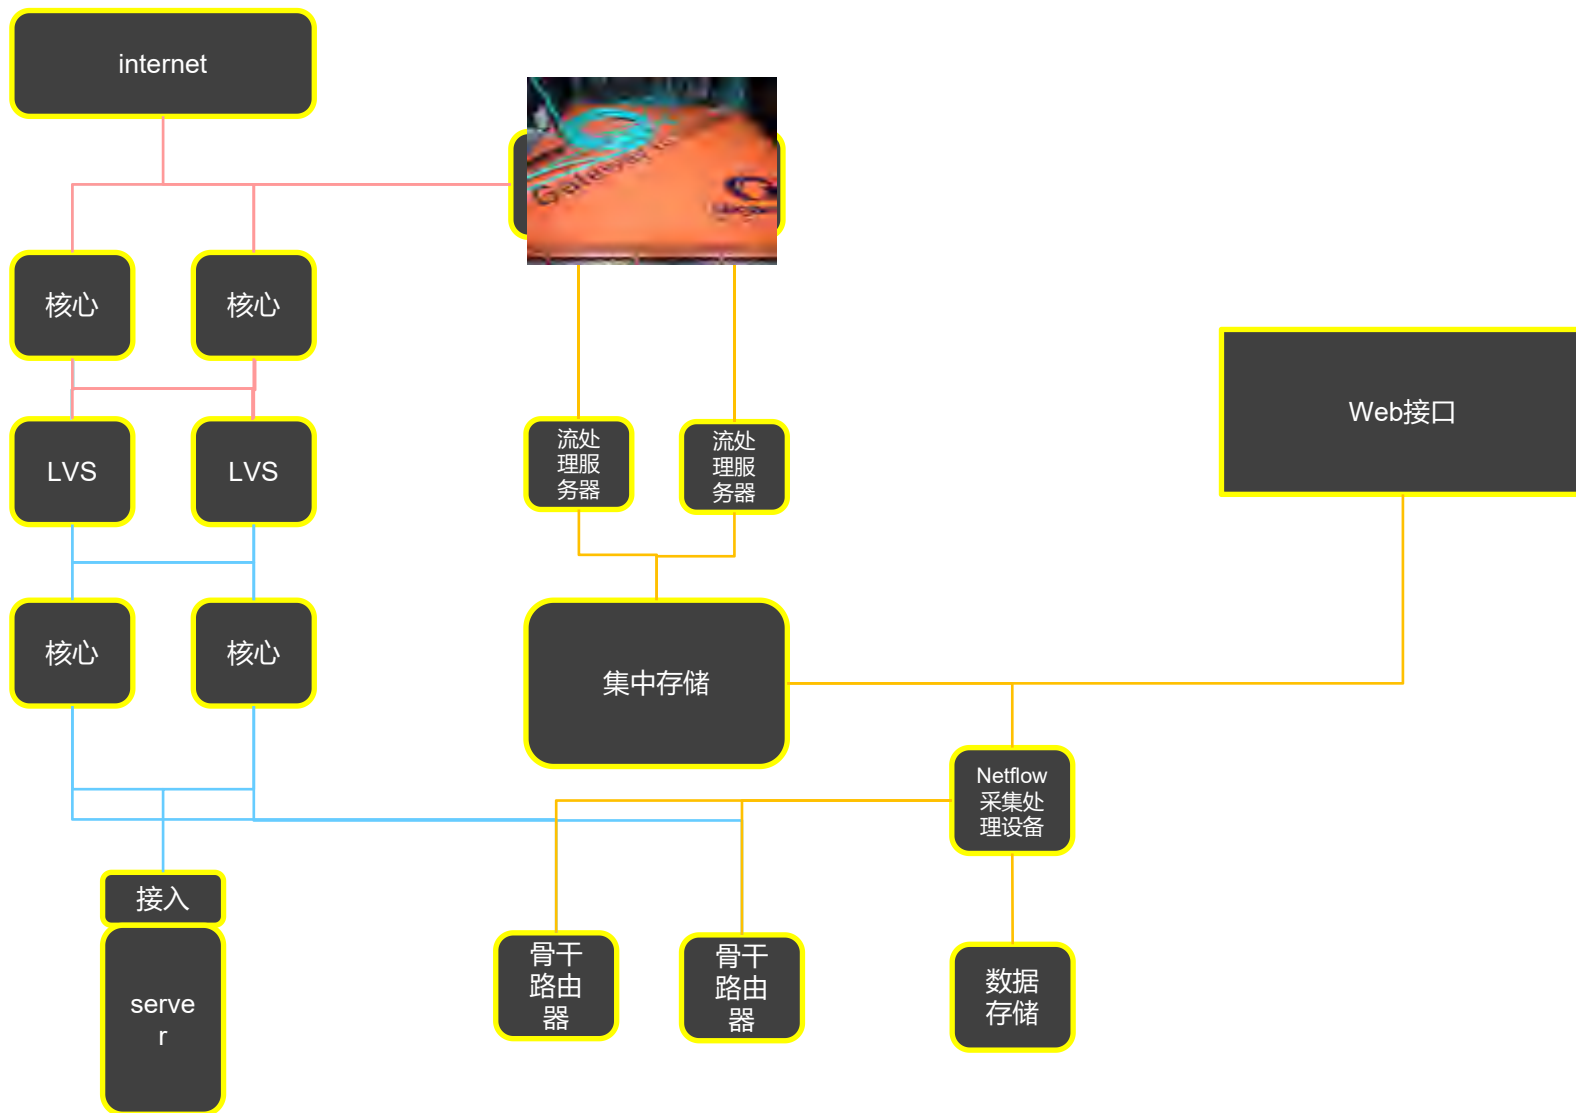 internet
Gateway to
核心
核心
LVS
LVS
流处
理服
务器
流处
理服
务器
Web接口
核心
核心
集中存储
Netflow
采集处
理设备
接入
serve
r
骨干
路由
器
骨干
路由
器
数据
存储